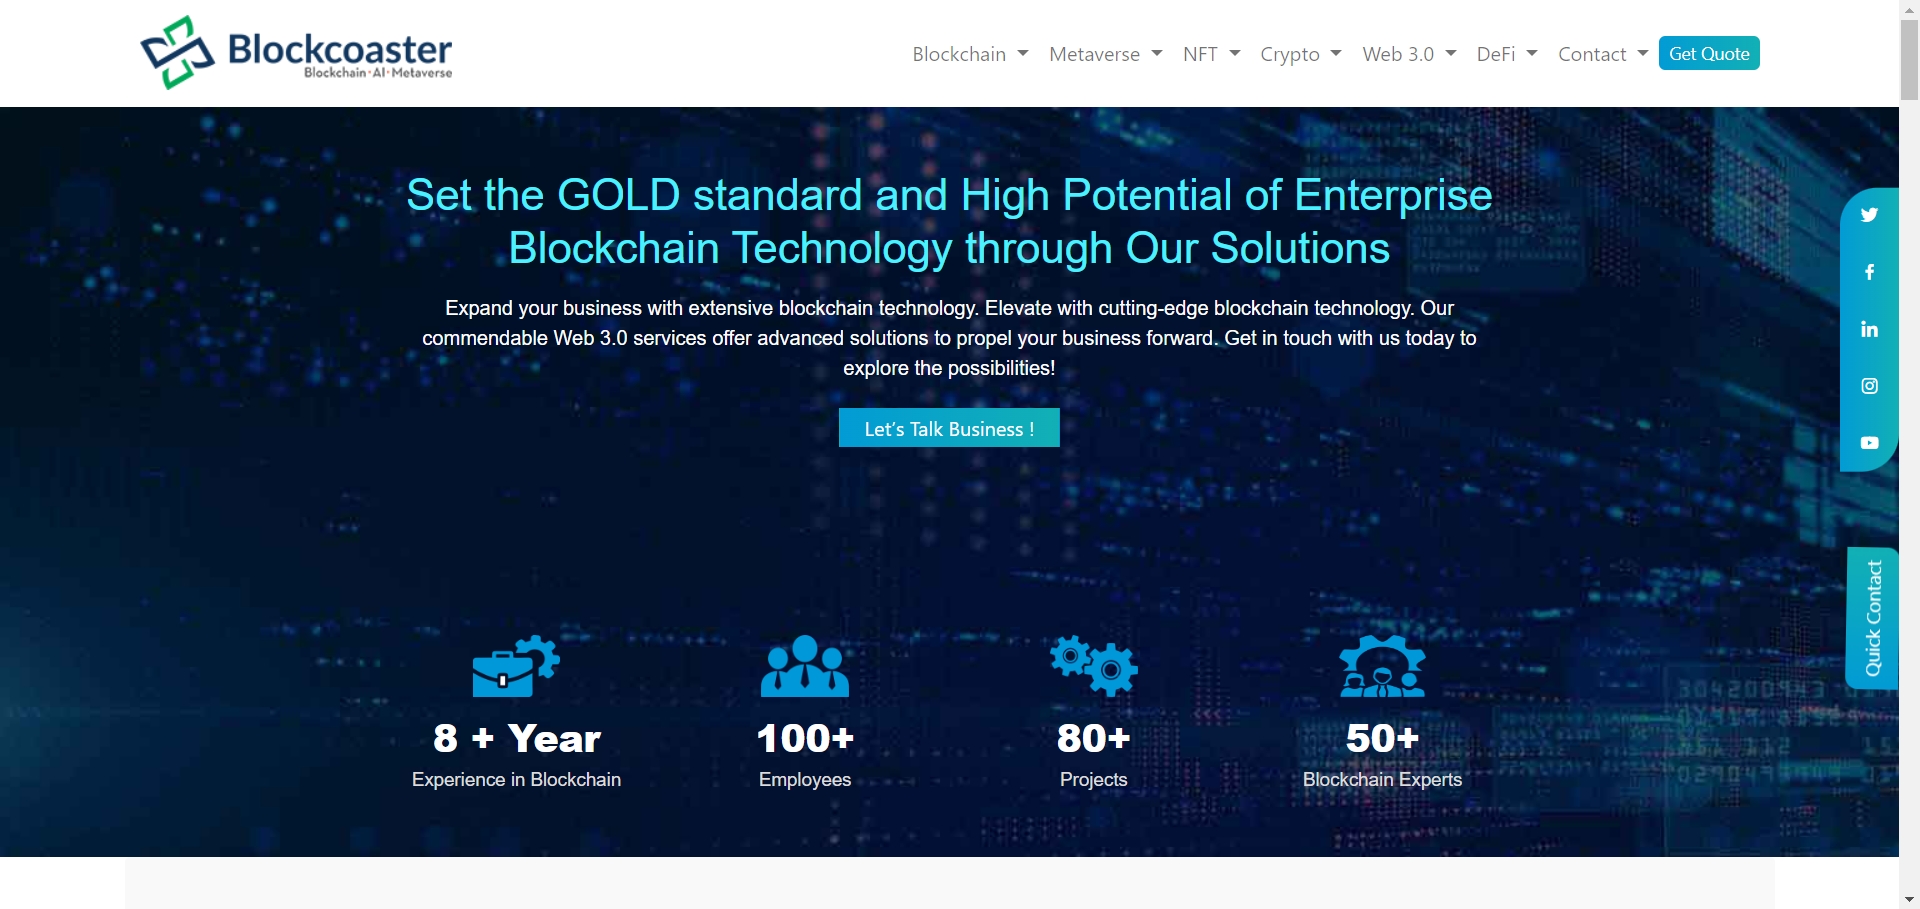 Blockcoaster
Blockchain • AI • Metaverse
Blockchain Metaverse NFT Crypto Web 3.0 DeFi Contact Get Quote
Set the GOLD standard and High Potential of Enterprise
Blockchain Technology through Our Solutions
Expand your business with extensive blockchain technology. Elevate with cutting-edge blockchain technology. Our
commendable Web 3.0 services offer advanced solutions to propel your business forward. Get in touch with us today to
explore the possibilities!
Let's Talk Business !
Quick Contact
8 + Year
Experience in Blockchain
100+
Employees
80+
Projects
50+
Blockchain Experts